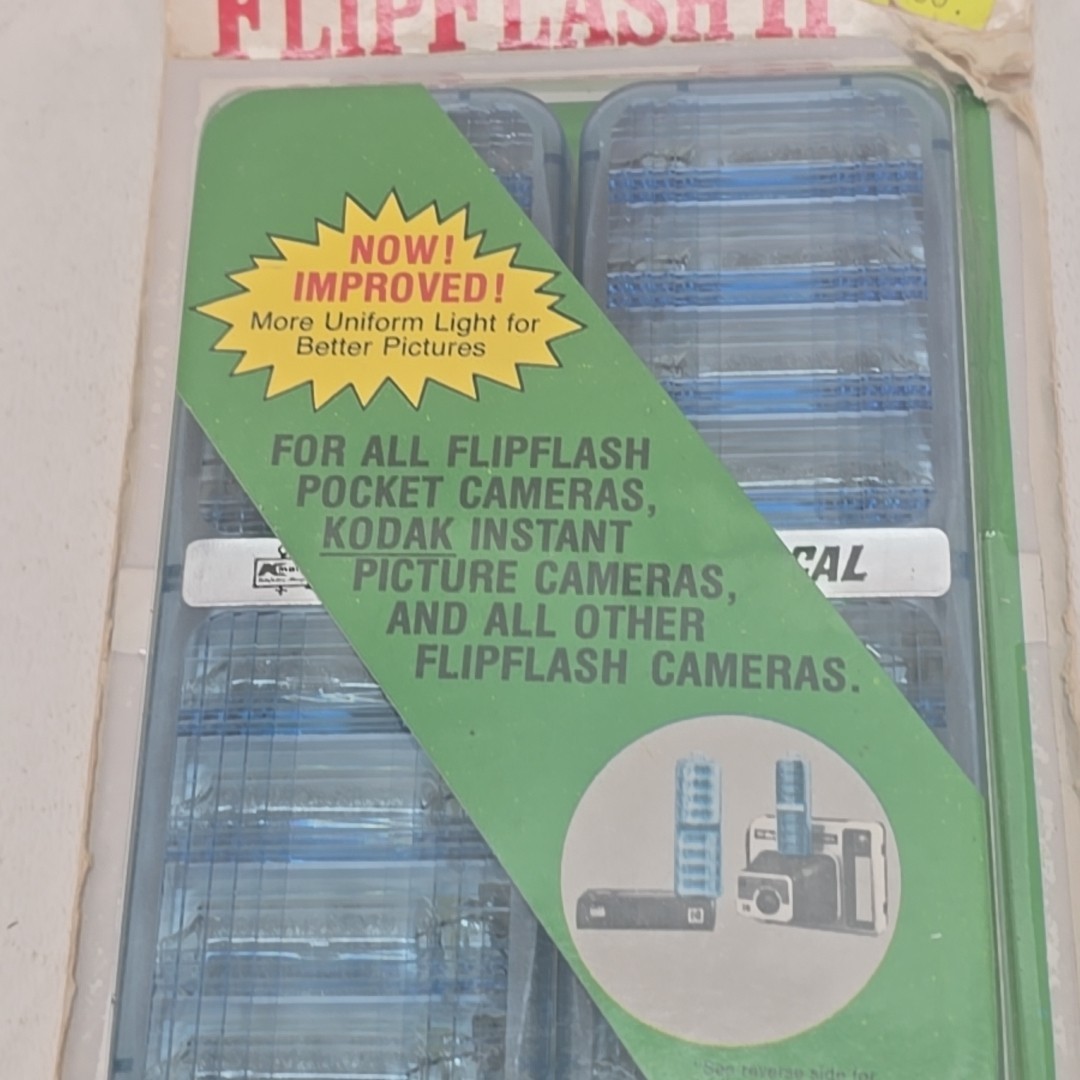 FLIPFLASH II
NOW!
IMPROVED!
More Uniform Light for
Better Pictures
FOR ALL FLIPFLASH
POCKET CAMERAS,
KODAK INSTANT
PICTURE CAMERAS,
AND ALL OTHER
FLIPFLASH CAMERAS.
CAL
*See reverse side for